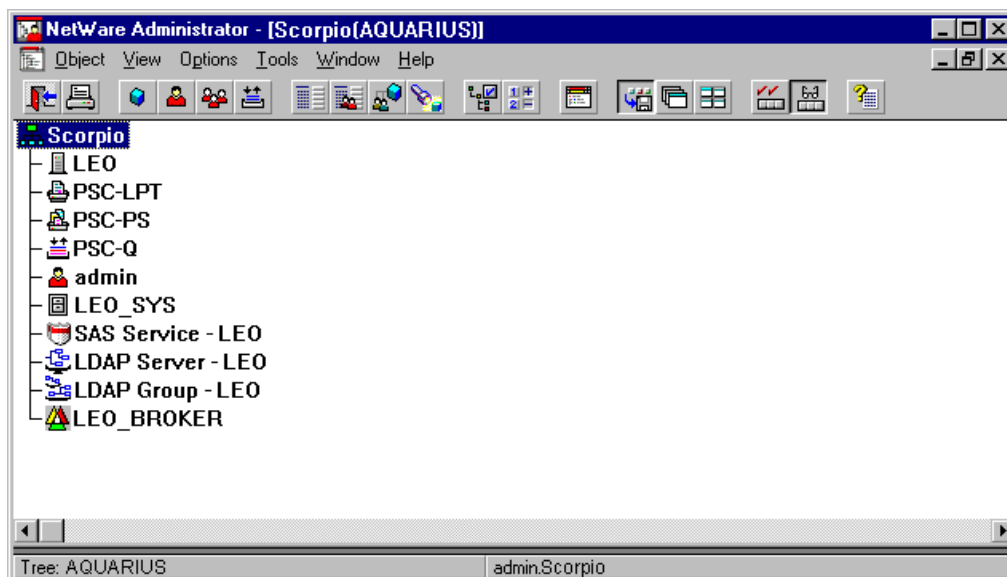 NetWare Administrator - [Scorpio(AQUARIUS)]
Object View Options Tools Window Help
Scorpio
LEO
PSC-LPT
PSC-PS
PSC-Q
admin
LEO_SYS
SAS Service - LEO
LDAP Server - LEO
LDAP Group - LEO
LEO_BROKER
Tree: AQUARIUS admin.Scorpio